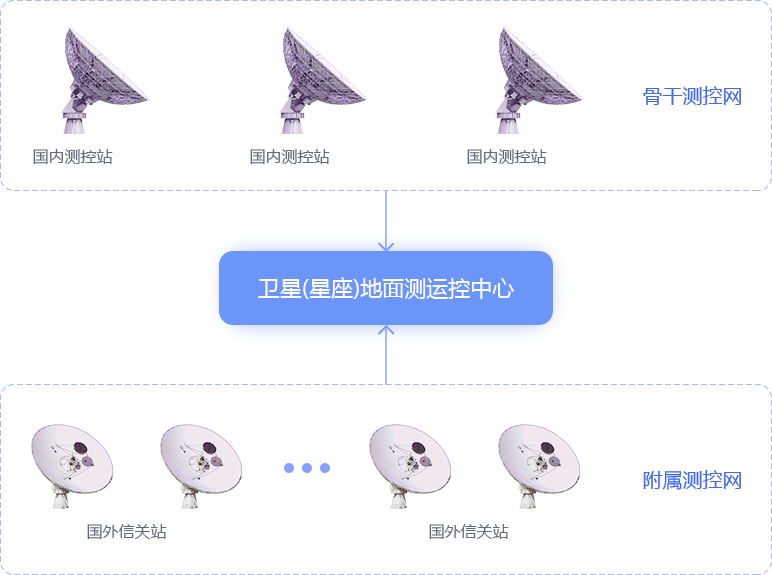 骨干测控网
国内测控站
国内测控站
国内测控站
卫星(星座)地面测运控中心
附属测控网
国外信关站
国外信关站